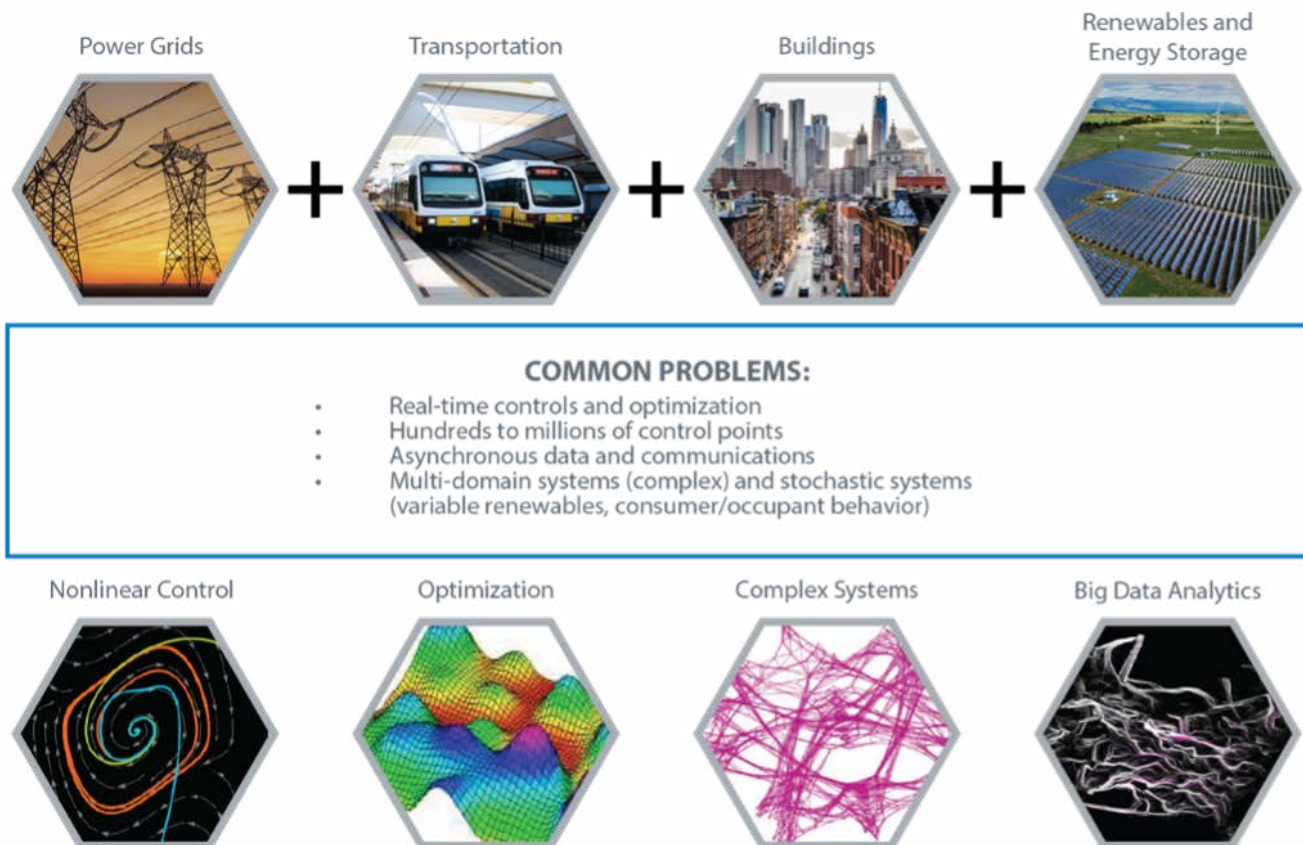 Power Grids
Transportation
Buildings
Renewables and
Energy Storage
COMMON PROBLEMS:
• Real-time controls and optimization
• Hundreds to millions of control points
• Asynchronous data and communications
• Multi-domain systems (complex) and stochastic systems
(variable renewables, consumer/occupant behavior)
Nonlinear Control
Optimization
Complex Systems
Big Data Analytics